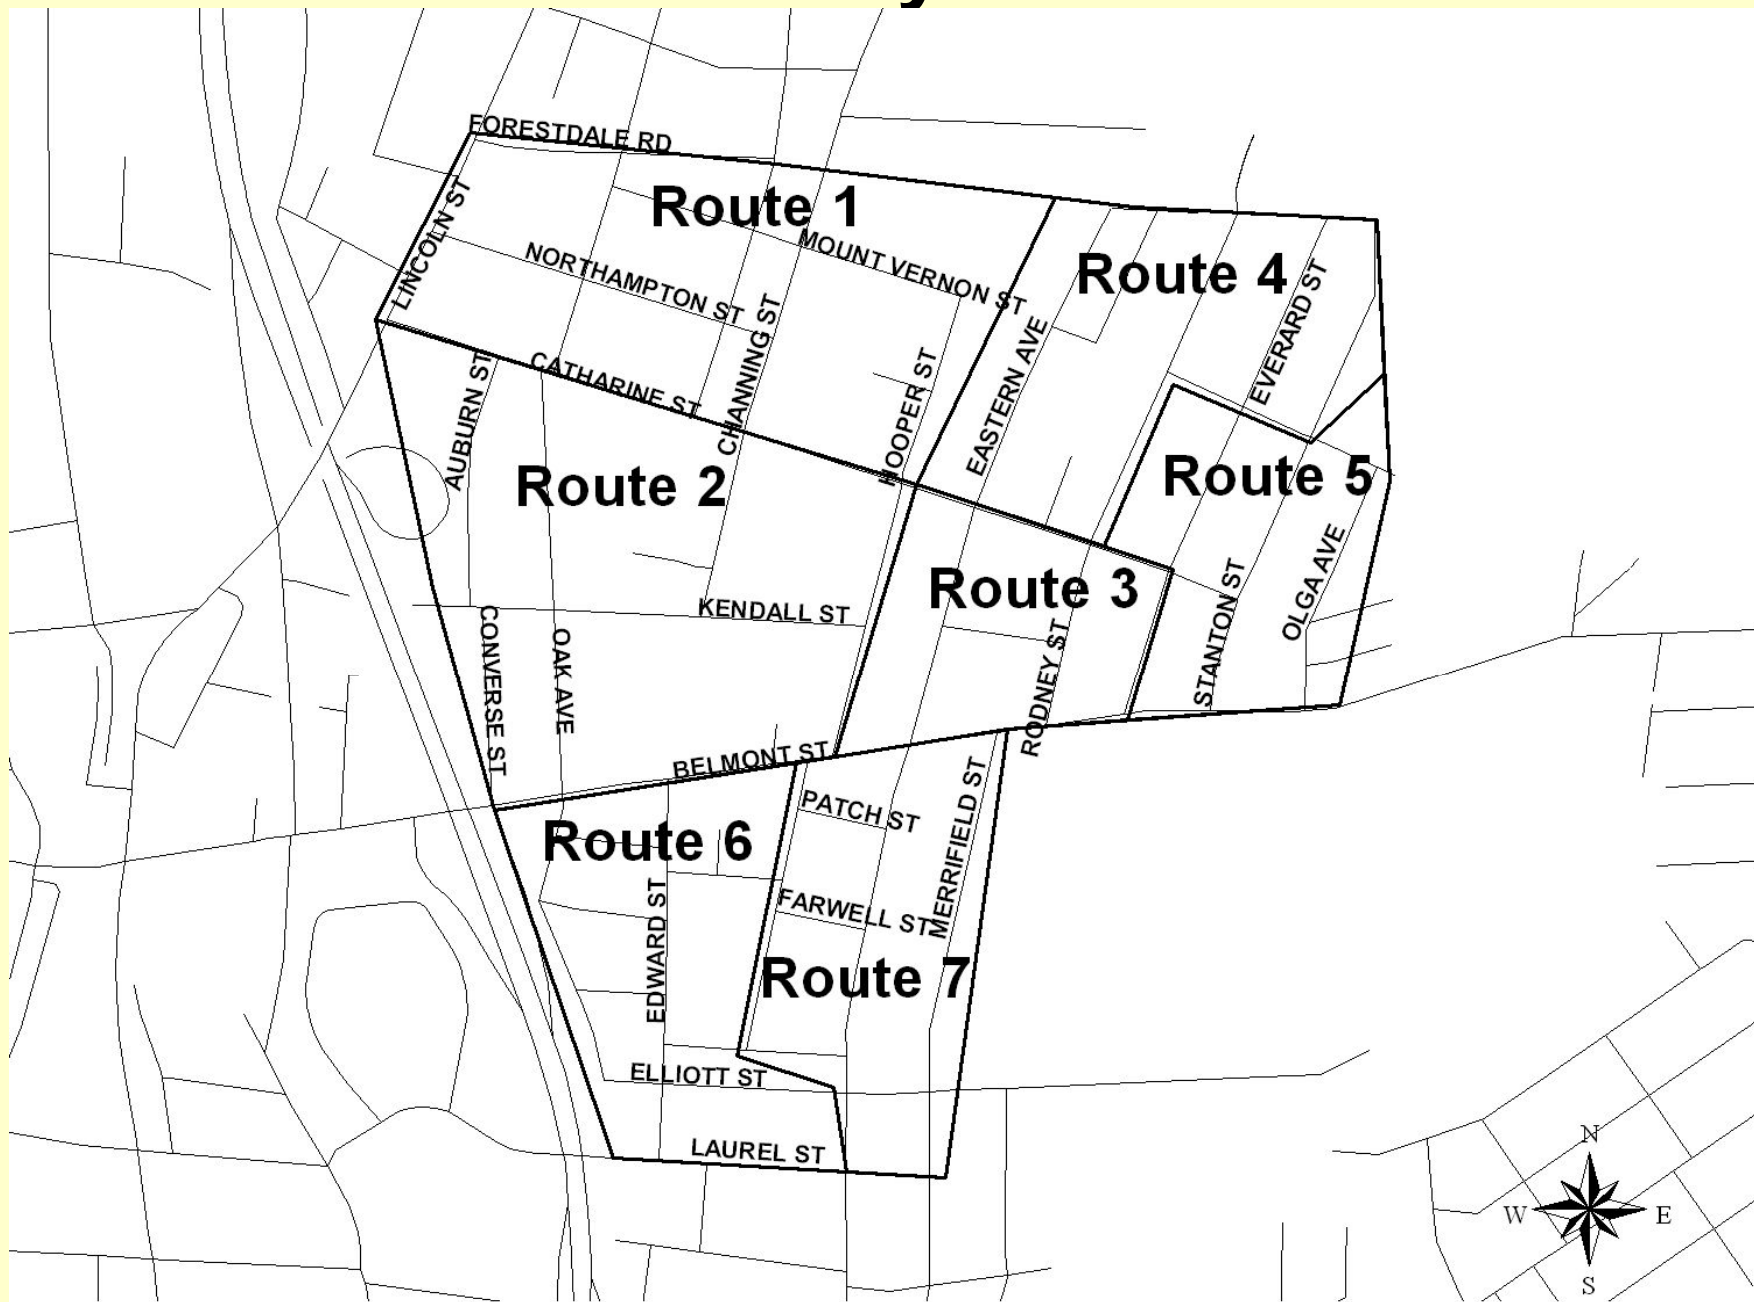 FORESTDALE RD
Route 1
LINCOLN ST
MOUNT VERNON ST
NORTHAMPTON ST
Route 4
EVERARD ST
CHANNING ST
EASTERN AVE
HOOPER ST
CATHARINE ST
AUBURN ST
Route 2
Route 5
OLGA AVE
Route 3
STANTON ST
KENDALL ST
CONVERSE ST
OAK AVE
RODNEY ST
BELMONT ST
PATCH ST
MERRIFIELD ST
Route 6
EDWARD ST
FARWELL ST
Route 7
ELLIOTT ST
LAUREL ST
N
W
E
S